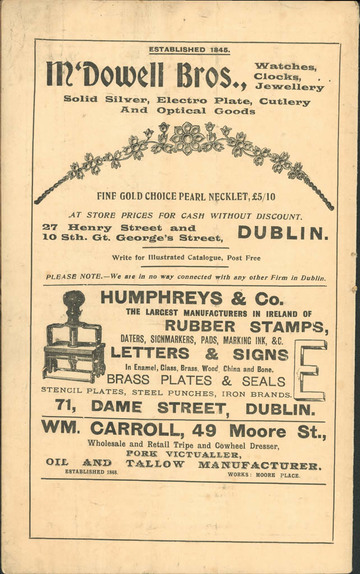 ESTABLISHED 1845.
M'Dowell Bros.,
Watches,
Clocks,
Jewellery
Solid Silver, Electro Plate, Cutlery
And Optical Goods
FINE GOLD CHOICE PEARL NECKLET, £5/10
AT STORE PRICES FOR CASH WITHOUT DISCOUNT.
27 Henry Street and
10 Sth. Gt. George's Street,
DUBLIN.
Write for Illustrated Catalogue, Post Free
PLEASE NOTE.—We are in no way connected with any other Firm in Dublin.
HUMPHREYS & Co.
THE LARGEST MANUFACTURERS IN IRELAND OF
RUBBER STAMPS,
DATERS, SIGNMARKERS, PADS, MARKING INK, &C.
LETTERS & SIGNS
E
In Enamel, Glass, Brass, Wood China and Bone.
BRASS PLATES & SEALS
STENCIL PLATES, STEEL PUNCHES, IRON BRANDS.
71, DAME STREET, DUBLIN.
WM. CARROLL, 49 Moore St.,
Wholesale and Retail Tripe and Cowheel Dresser,
PORK VICTUALLER,
OIL AND TALLOW MANUFACTURER.
WORKS: MOORE PLACE.